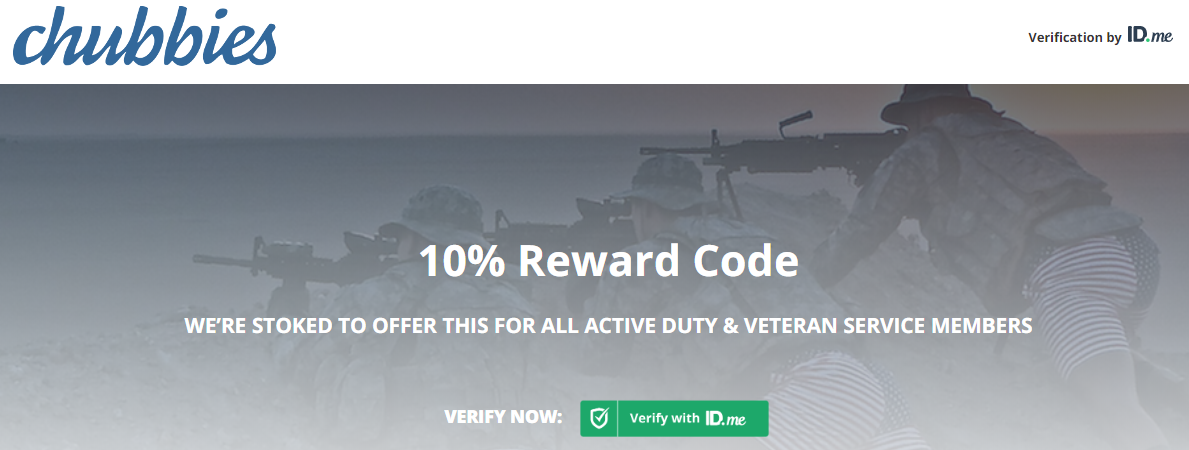 chubbies
Verification by ID.me
10% Reward Code
WE’RE STOKED TO OFFER THIS FOR ALL ACTIVE DUTY & VETERAN SERVICE MEMBERS
VERIFY NOW: Verify with ID.me